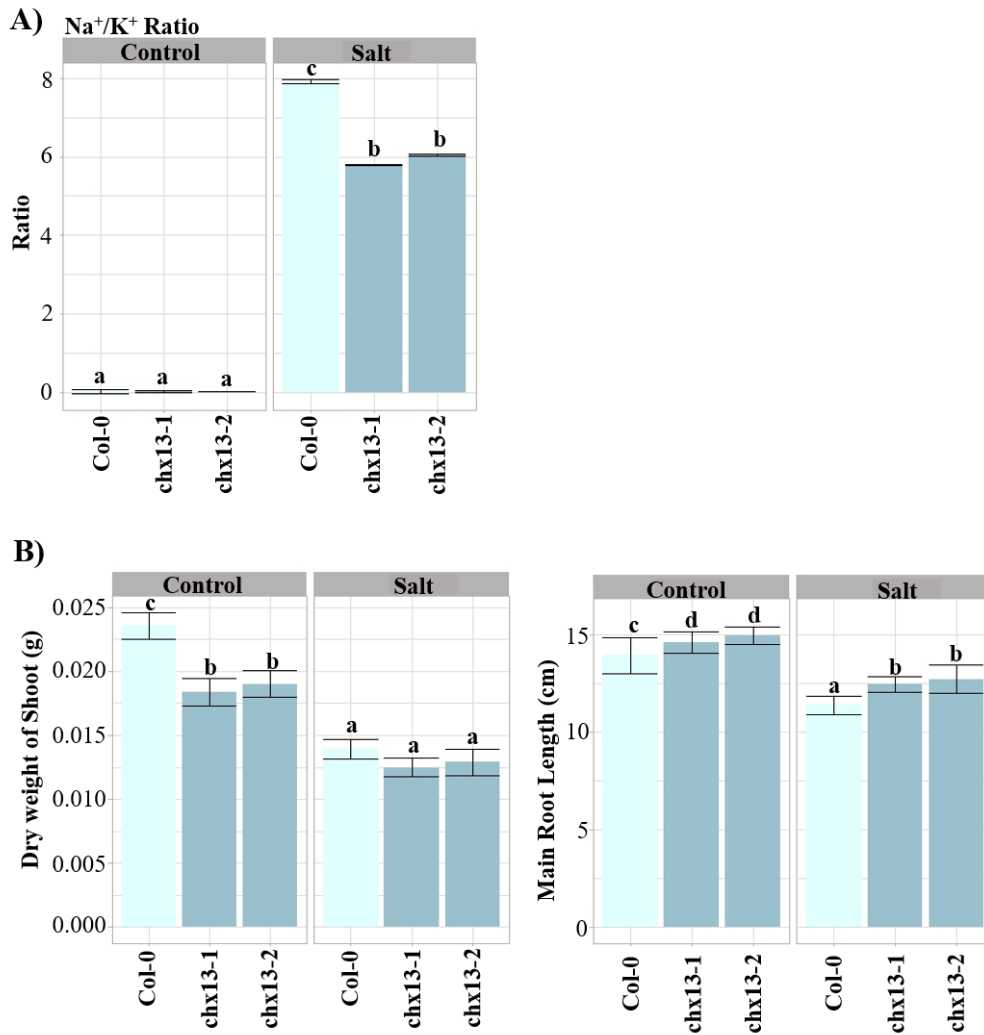 A)
Na⁺/K⁺ Ratio
Control
Salt
Ratio
8
6
4
2
0
a
a
a
c
b
b
Col-0
chx13-1
chx13-2
Col-0
chx13-1
chx13-2
B)
Control
Salt
Dry weight of Shoot (g)
0.025
0.020
0.015
0.010
0.005
0.000
c
b
b
a
a
a
Col-0
chx13-1
chx13-2
Col-0
chx13-1
chx13-2
Control
Salt
Main Root Length (cm)
15
10
5
0
c
d
d
a
b
b
Col-0
chx13-1
chx13-2
Col-0
chx13-1
chx13-2